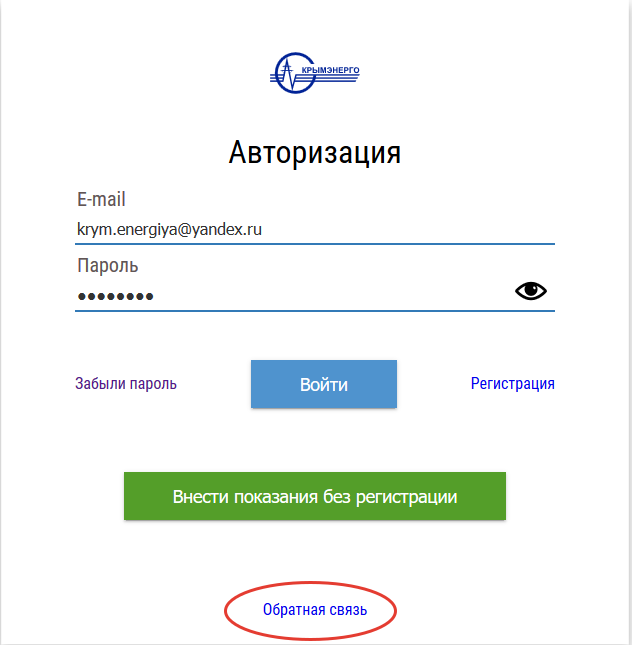 КРЫМЭНЕРГО
Авторизация
E-mail
krym.energiya@yandex.ru
Пароль
••••••••
Забыли пароль
Войти
Регистрация
Внести показания без регистрации
Обратная связь